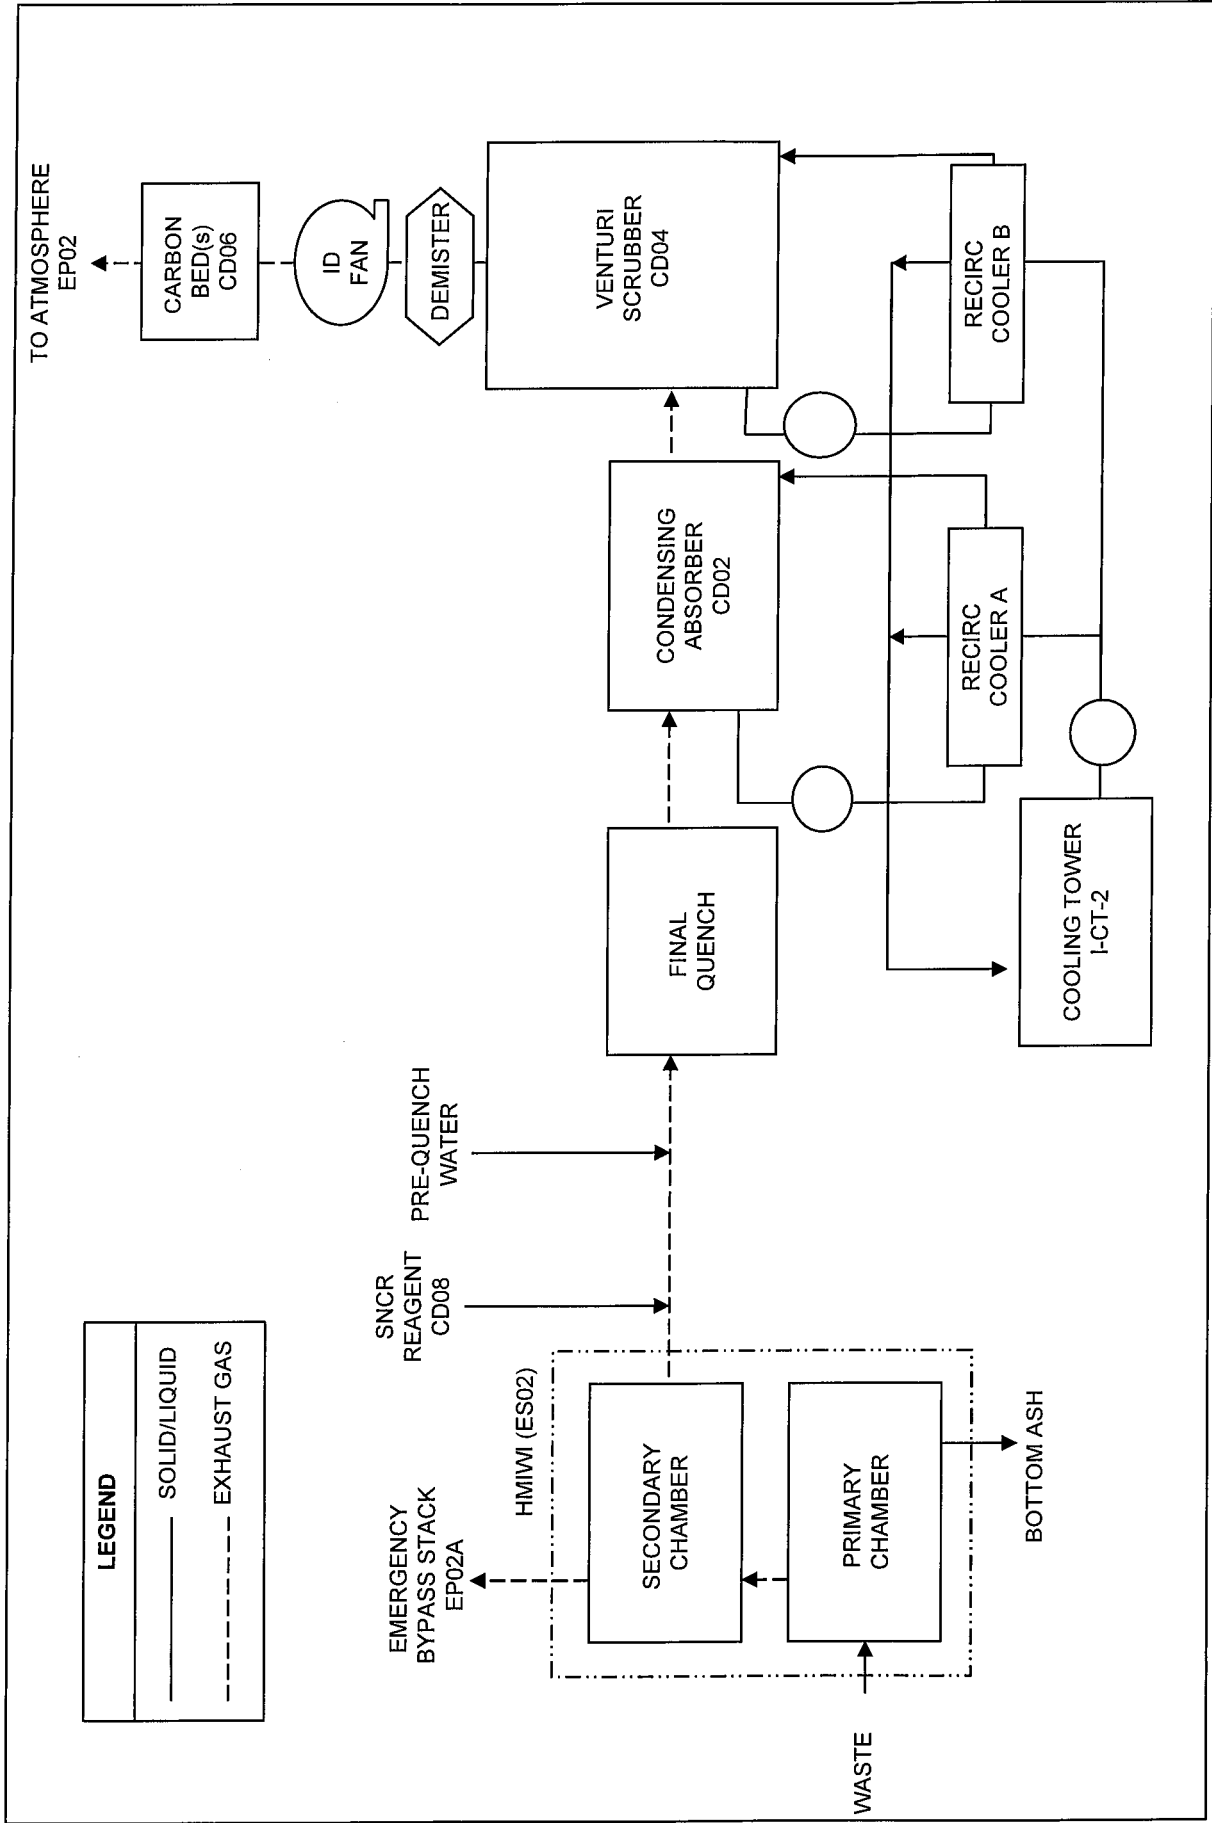 LEGEND
SOLID/LIQUID
EXHAUST GAS
TO ATMOSPHERE
EP02
CARBON
BED(s)
CD06
ID
FAN
DEMISTER
VENTURI
SCRUBBER
CD04
CONDENSING
ABSORBER
CD02
FINAL
QUENCH
PRE-QUENCH
WATER
SNCR
REAGENT
CD08
EMERGENCY
BYPASS STACK
EP02A
HMIWI (ES02)
SECONDARY
CHAMBER
PRIMARY
CHAMBER
WASTE
BOTTOM ASH
RECIRC
COOLER A
RECIRC
COOLER B
COOLING TOWER
I-CT-2